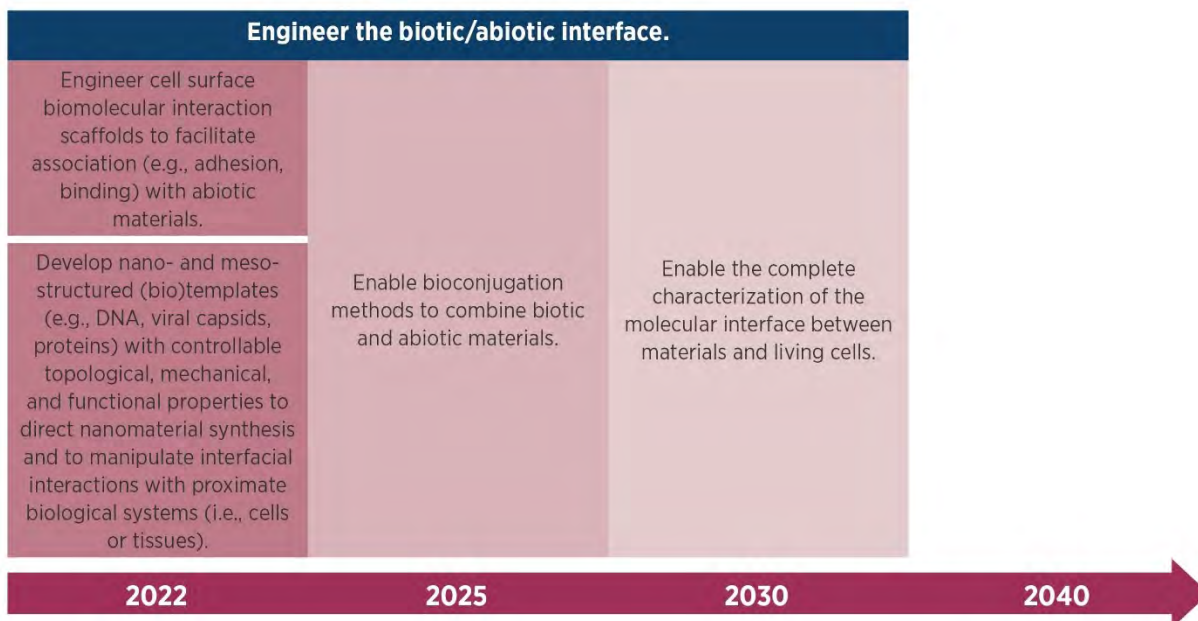 Engineer the biotic/abiotic interface.
Engineer cell surface
biomolecular interaction
scaffolds to facilitate
association (e.g., adhesion,
binding) with abiotic
materials.
Develop nano- and meso-
structured (bio)templates
(e.g., DNA, viral capsids,
proteins) with controllable
topological, mechanical,
and functional properties to
direct nanomaterial synthesis
and to manipulate interfacial
interactions with proximate
biological systems (i.e., cells
or tissues).
Enable bioconjugation
methods to combine biotic
and abiotic materials.
Enable the complete
characterization of the
molecular interface between
materials and living cells.
2022
2025
2030
2040